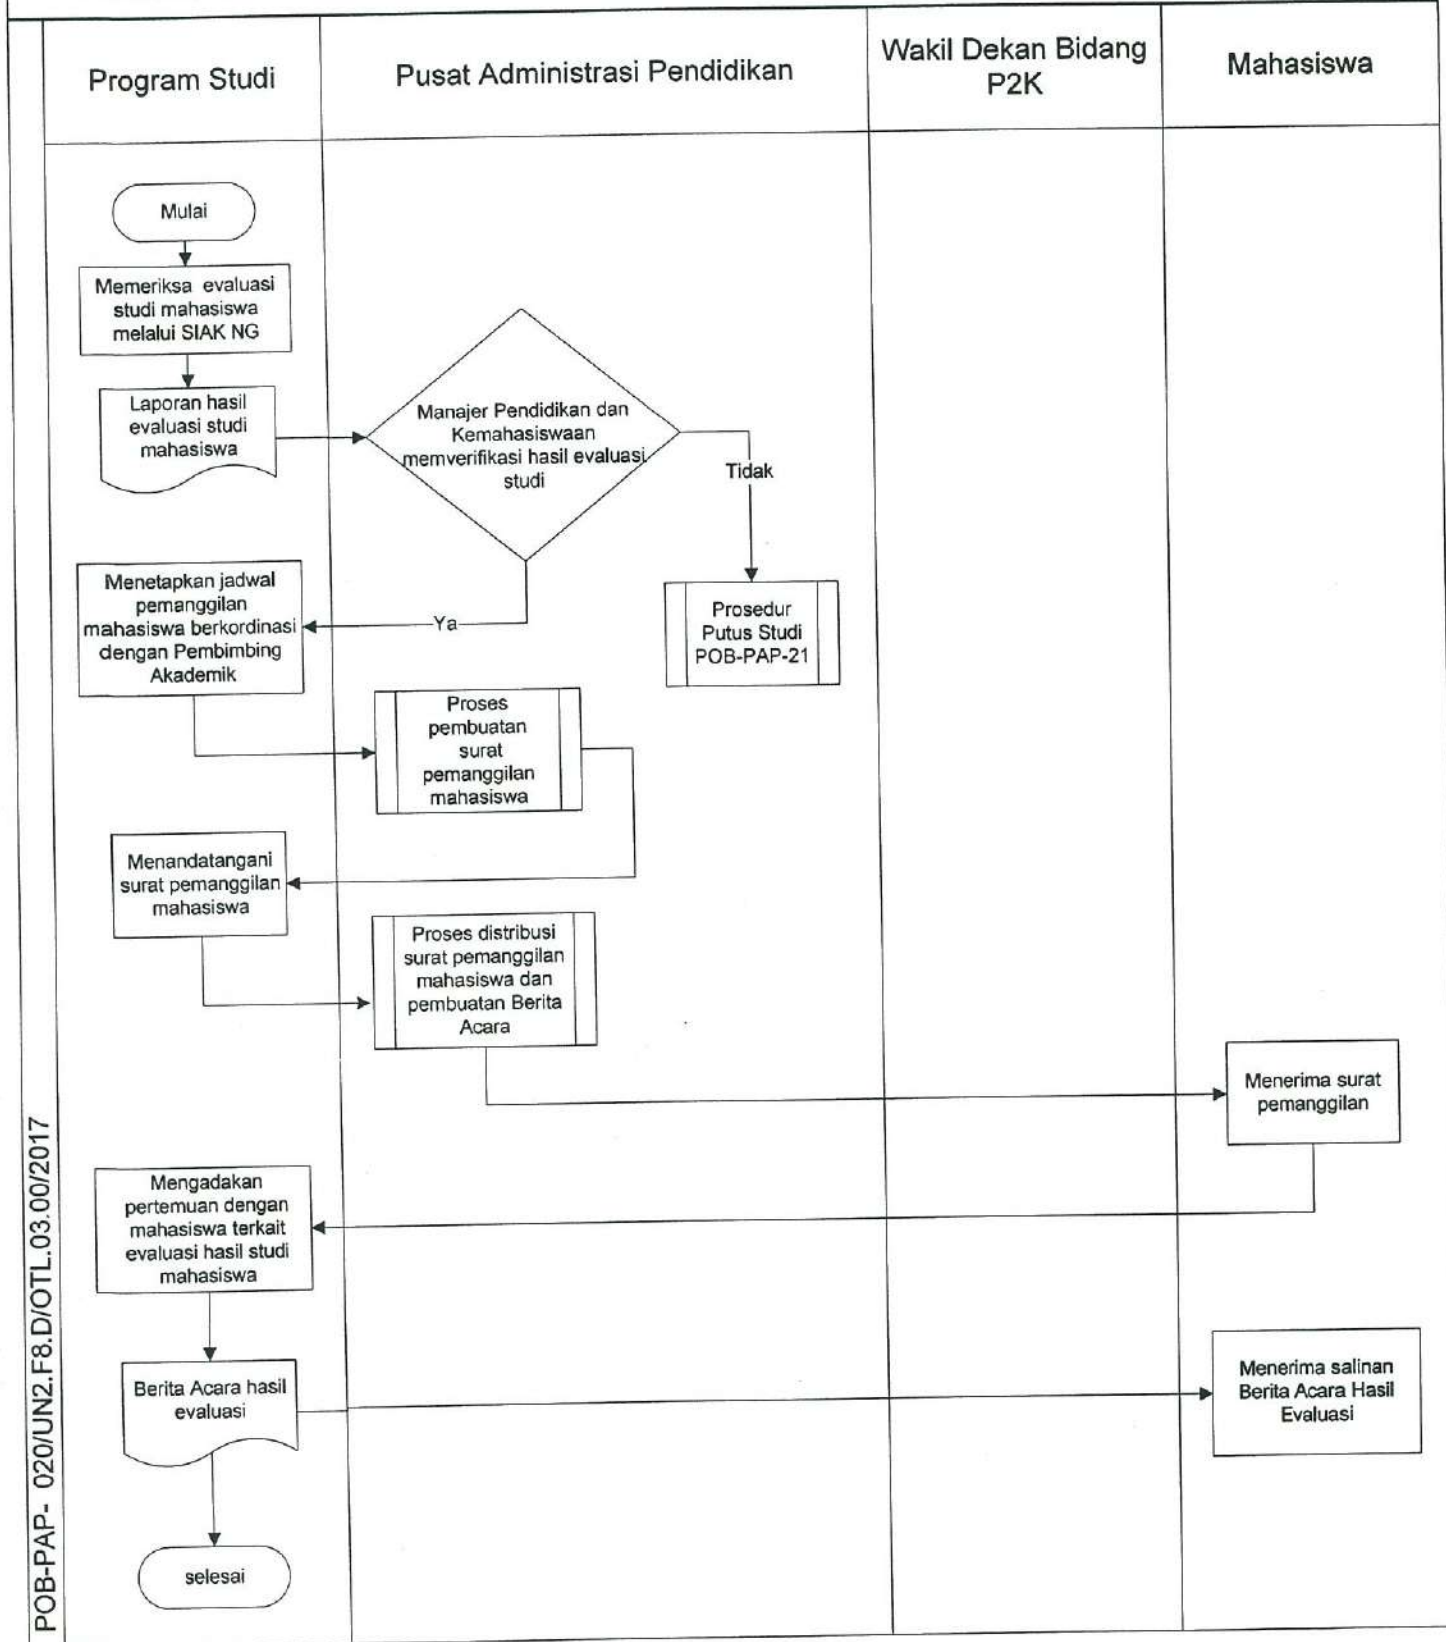 Program Studi
Pusat Administrasi Pendidikan
Wakil Dekan Bidang
P2K
Mahasiswa
Mulai
Memeriksa evaluasi
studi mahasiswa
melalui SIAK NG
Laporan hasil
evaluasi studi
mahasiswa
Manajer Pendidikan dan
Kemahasiswaan
memverifikasi hasil evaluasi
studi
Tidak
Prosedur
Putus Studi
POB-PAP-21
Ya
Menetapkan jadwal
pemanggilan
mahasiswa berkordinasi
dengan Pembimbing
Akademik
Proses
pembuatan
surat
pemanggilan
mahasiswa
Menandatangani
surat pemanggilan
mahasiswa
Proses distribusi
surat pemanggilan
mahasiswa dan
pembuatan Berita
Acara
Menerima surat
pemanggilan
Mengadakan
pertemuan dengan
mahasiswa terkait
evaluasi hasil studi
mahasiswa
Berita Acara hasil
evaluasi
Menerima salinan
Berita Acara Hasil
Evaluasi
selesai
POB-PAP- 020/UN2.F8.D/OTL.03.00/2017